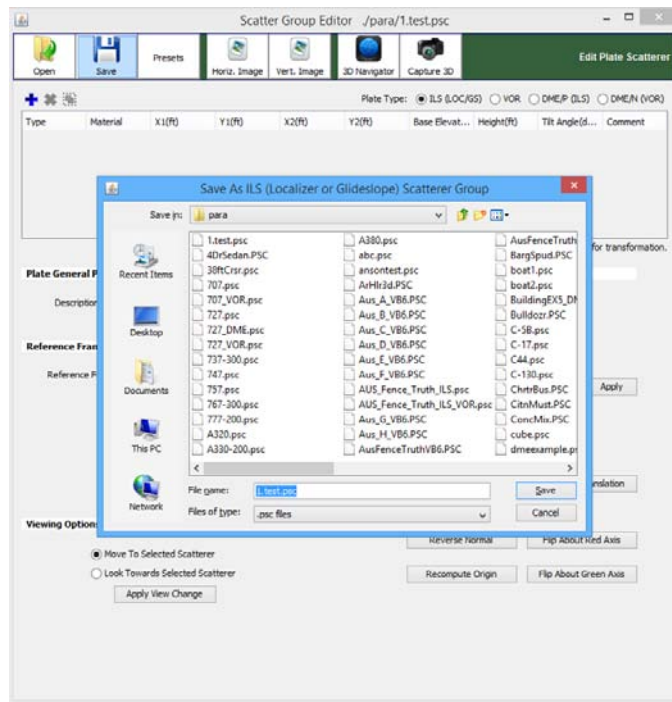 Scatter Group Editor ./para/1.test.psc
Open Save Presets Horiz. Image Vert. Image 3D Navigator Capture 3D Edit Plate Scatterer
Plate Type: ILS (LOC/GS) VOR DME/P (ILS) DME/N (VOR)
Type Material X1(ft) Y1(ft) X2(ft) Y2(ft) Base Elevat... Height(ft) Tilt Angle(d... Comment
Save As ILS (Localizer or Glideslope) Scatterer Group
Save in: para
1.test.psc A380.psc AusFenceTruth
4DrSedan.PSC abc.psc BargSpud.PSC
for transformation.
38ftCrsr.psc ansontest.psc boat1.psc
Plate General P
Recent Items
707.psc ArHlr3d.PSC boat2.psc
707_VOR.psc Aus_A_VB6.PSC BuildingEX5_DM
Description
727.psc Aus_B_VB6.PSC Bulldozr.PSC
Desktop
727_DME.psc Aus_C_VB6.PSC C-5B.psc
727_VOR.psc Aus_D_VB6.PSC C-17.psc
Reference Fran
737-300.psc Aus_E_VB6.PSC C44.psc
747.psc Aus_F_VB6.PSC C-130.psc
Reference F
Documents
757.psc AUS_Fence_Truth_ILS.psc ChrtrBus.PSC
Apply
767-300.psc AUS_Fence_Truth_ILS_VOR.psc CitnMust.PSC
777-200.psc Aus_G_VB6.PSC ConcMix.PSC
A320.psc Aus_H_VB6.PSC cube.psc
This PC
A330-200.psc AusFenceTruthVB6.PSC dmeexample.ps
File name: 1.test.psc Save
nslation
Network
Files of type: .psc files Cancel
Viewing Option
Reverse Normal Flip About Red Axis
Move To Selected Scatterer
Look Towards Selected Scatterer
Recompute Origin Flip About Green Axis
Apply View Change